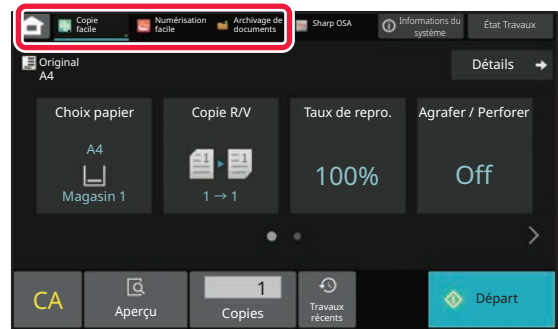 Copie
facile
Numérisation
facile
Archivage de
documents
Sharp OSA
Informations du
système
État Travaux
Original
A4
Détails
Choix papier
A4
Magasin 1
Copie R/V
1
1
1 → 1
Taux de repro.
100%
Agrafer / Perforer
Off
CA
Aperçu
1
Copies
Travaux
récents
Départ